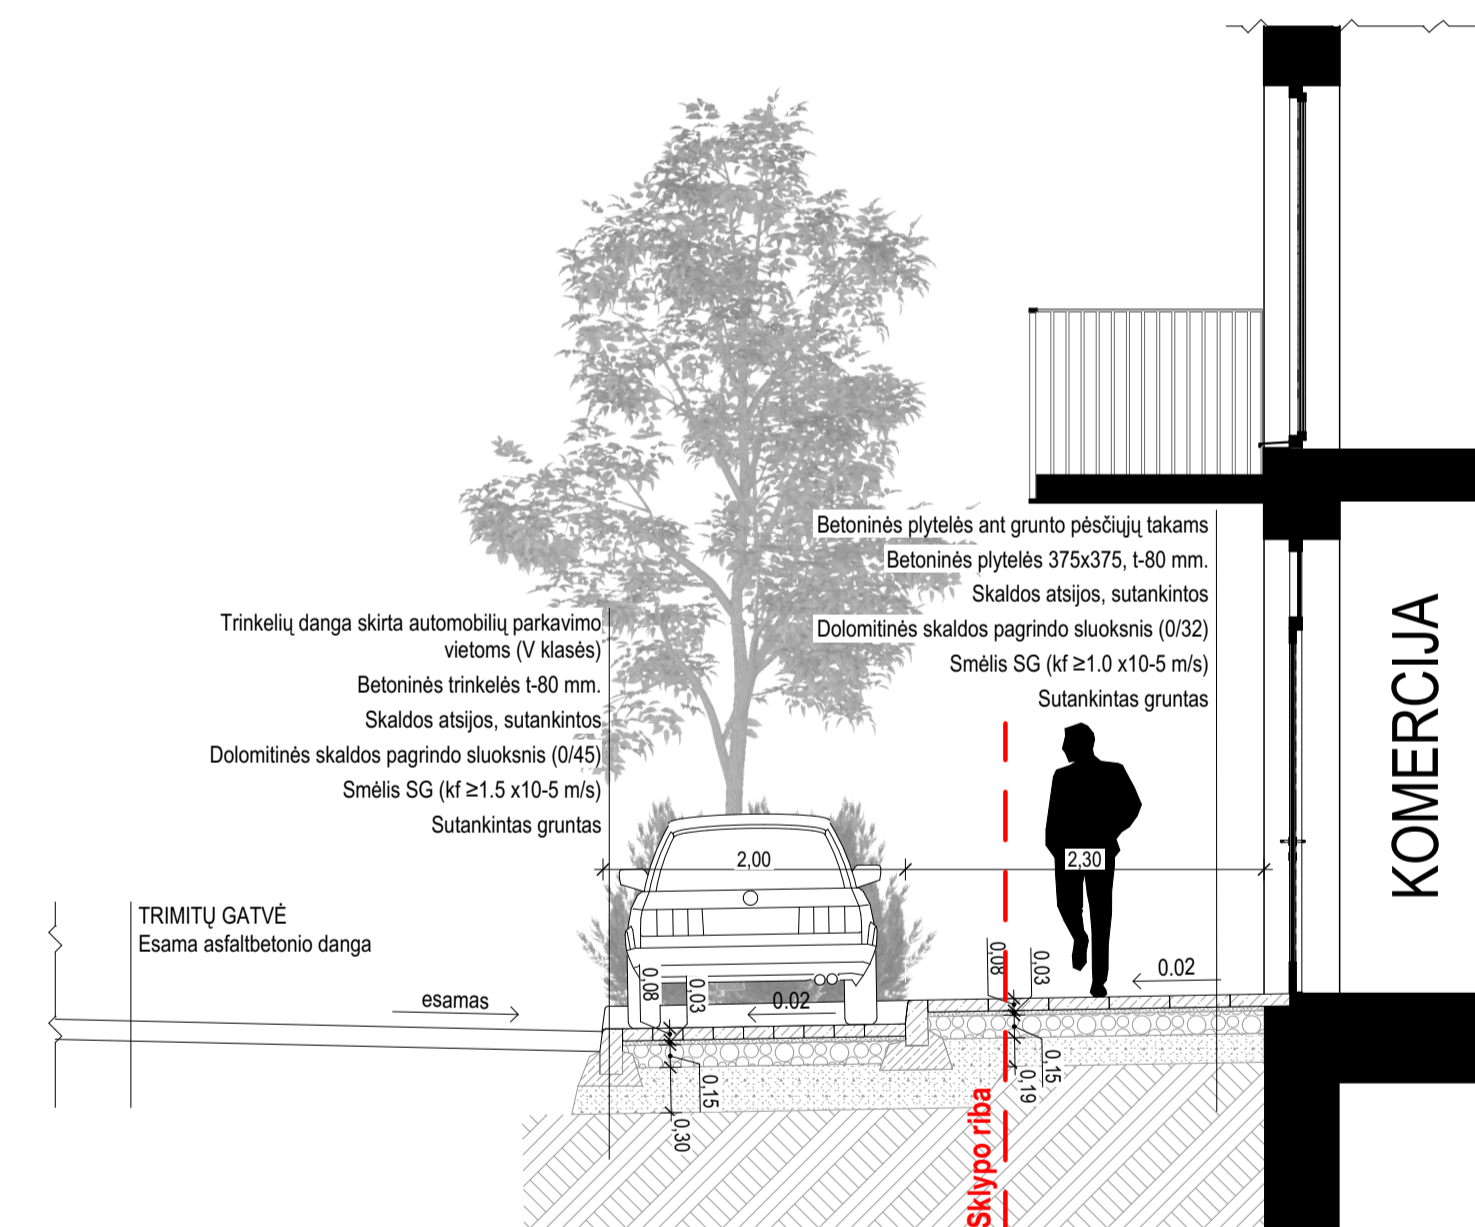 Betoninės plytelės ant grunto pėsčiųjų takams
Betoninės plytelės 375x375, t-80 mm.
Skaldos atsijos, sutankintos
Dolomitinės skaldos pagrindo sluoksnis (0/32)
Smėlis SG (kf ≥1.0 x10-5 m/s)
Sutankintas gruntas
Trinkelių danga skirta automobilių parkavimo
vietoms (V klasės)
Betoninės trinkelės t-80 mm.
Skaldos atsijos, sutankintos
Dolomitinės skaldos pagrindo sluoksnis (0/45)
Smėlis SG (kf ≥1.5 x10-5 m/s)
Sutankintas gruntas
KOMERCIJA
2,00
2,30
TRIMITŲ GATVĖ
Esama asfaltbetonio danga
esamas
0,08
0,03
0.02
0,08
0,03
0.02
0,15
0,30
0,15
0,19
Sklypo riba